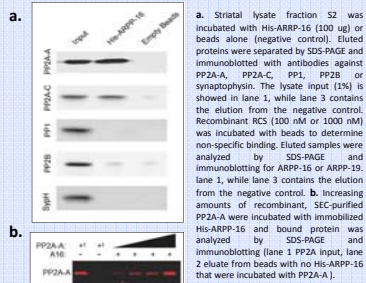 a.
Input
His-ARPP-16
Empty Beads
PP2A-A
PP2A-C
PP1
PP2B
SypH
b.
PP2A-A: +! +!
A16: - - + + + +
PP2A-A
a. Striatal lysate fraction S2 was
incubated with His-ARRP-16 (100 ug) or
beads alone (negative control). Eluted
proteins were separated by SDS-PAGE and
immunoblotted with antibodies against
PP2A-A, PP2A-C, PP1, PP2B or
synaptophysin. The lysate input (1%) is
showed in lane 1, while lane 3 contains
the elution from the negative control.
Recombinant RCS (100 nM or 1000 nM)
was incubated with beads to determine
non-specific binding. Eluted samples were
analyzed by SDS-PAGE and
immunoblotting for ARPP-16 or ARPP-19.
lane 1, while lane 3 contains the elution
from the negative control. b. Increasing
amounts of recombinant, SEC-purified
PP2A-A were incubated with immobilized
His-ARPP-16 and bound protein was
analyzed by SDS-PAGE and
immunoblotting (lane 1 PP2A input, lane
2 eluate from beads with no His-ARPP-16
that were incubated with PP2A-A ).